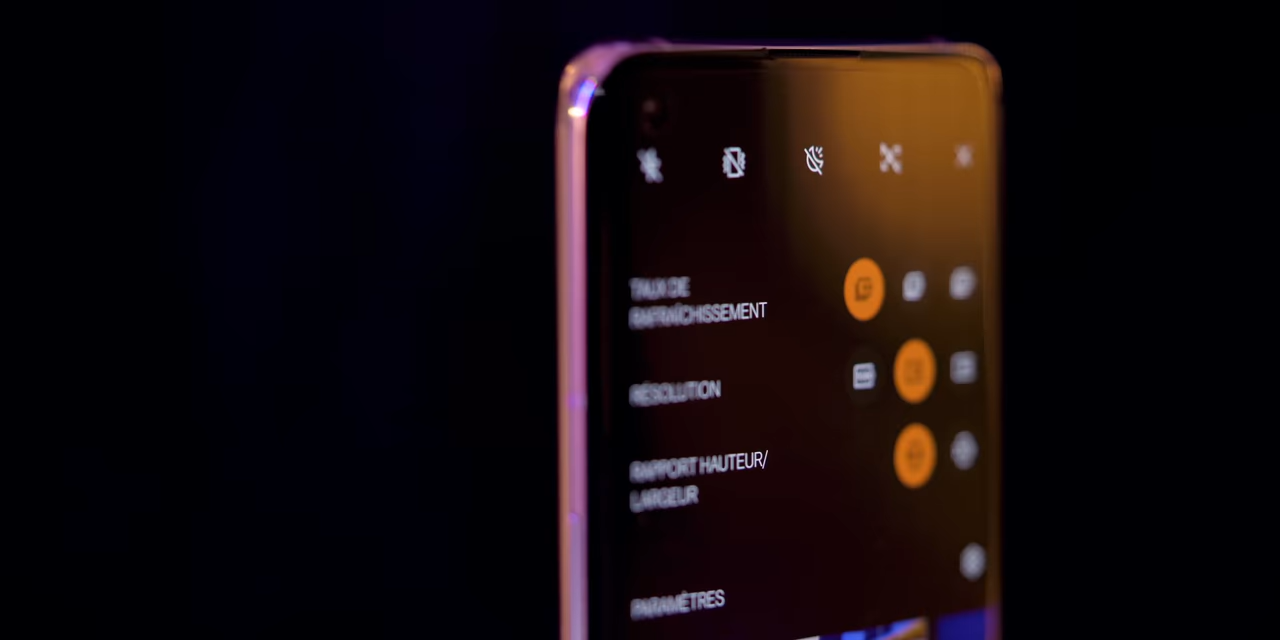 TAUX DE
RAFRAÎCHISSEMENT
RÉSOLUTION
RAPPORT HAUTEUR/
LARGEUR
PARAMÈTRES